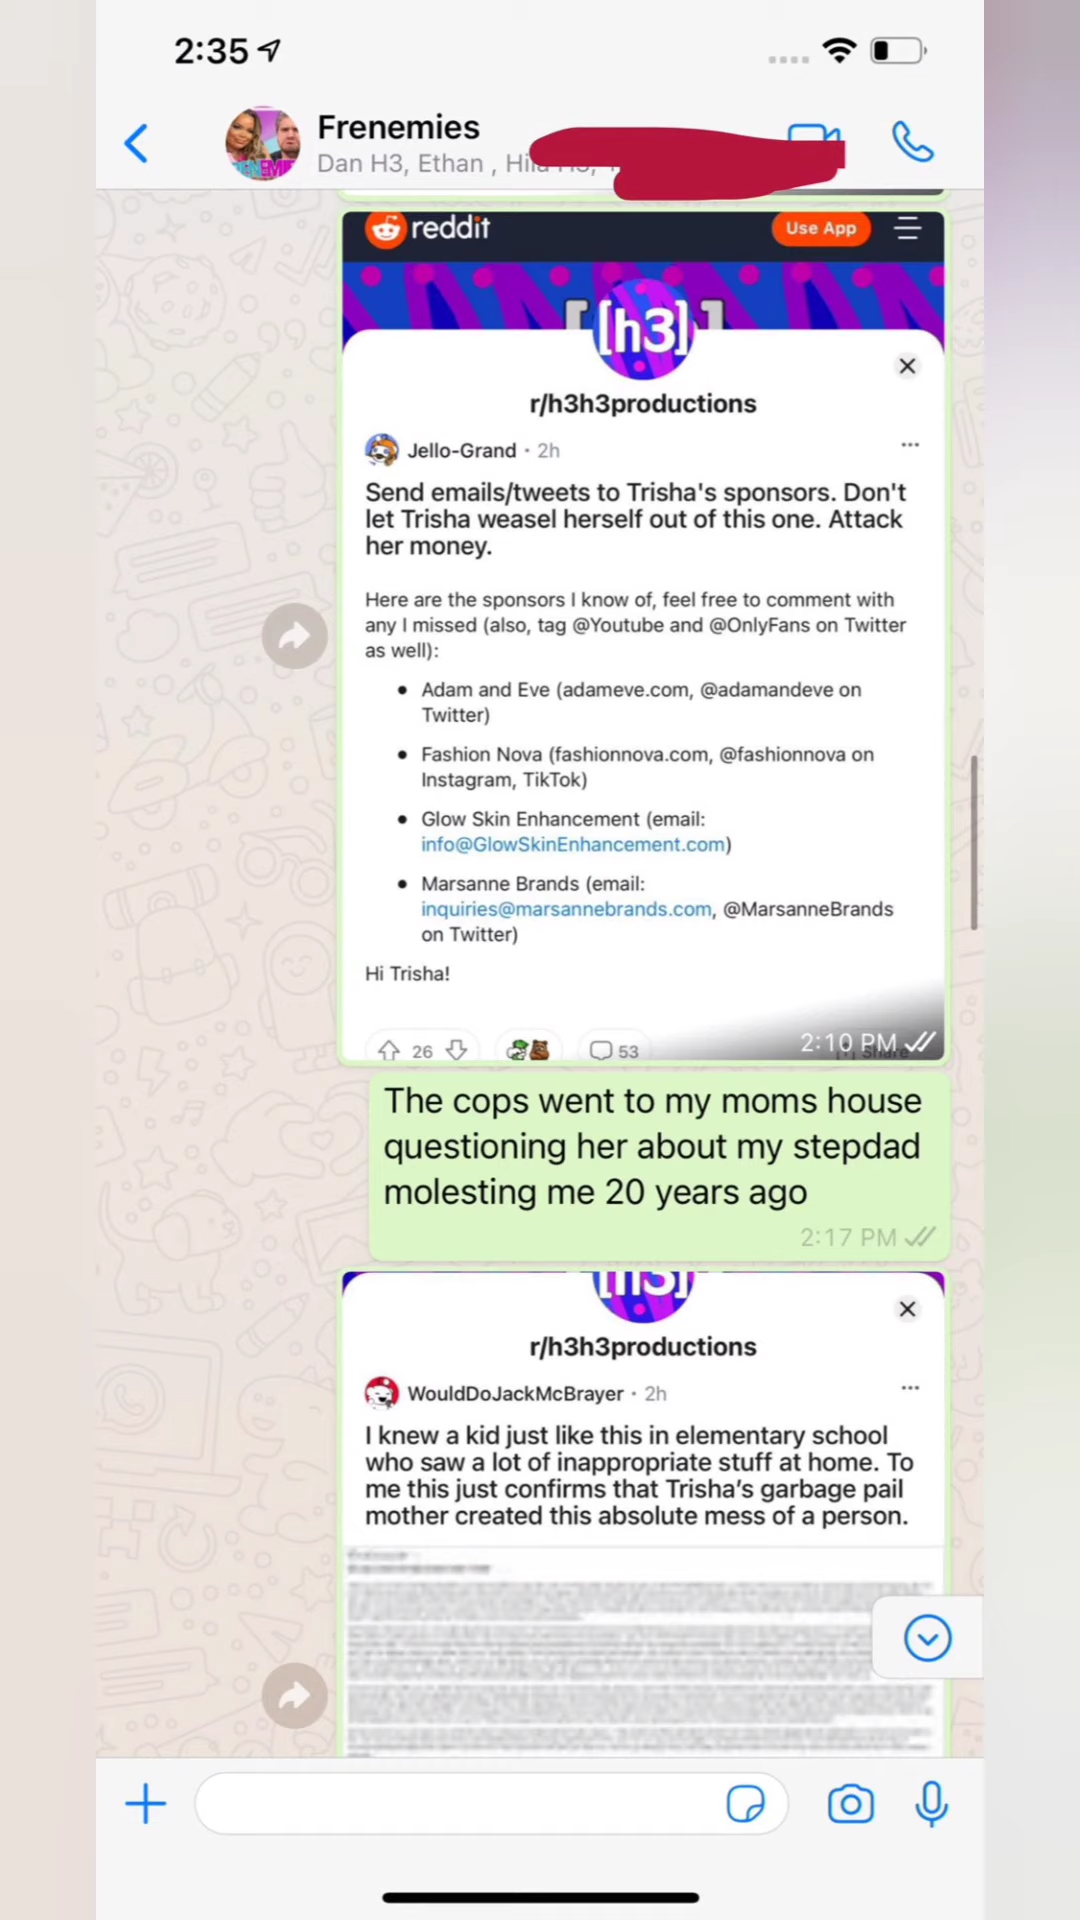 2:35
Frenemies
Dan H3, Ethan , Hila H3,
reddit
Use App
[h3]
r/h3h3productions
Jello-Grand · 2h
Send emails/tweets to Trisha's sponsors. Don't
let Trisha weasel herself out of this one. Attack
her money.
Here are the sponsors I know of, feel free to comment with
any I missed (also, tag @Youtube and @OnlyFans on Twitter
as well):
• Adam and Eve (adameve.com, @adamandeve on
Twitter)
• Fashion Nova (fashionnova.com, @fashionnova on
Instagram, TikTok)
• Glow Skin Enhancement (email:
info@GlowSkinEnhancement.com)
• Marsanne Brands (email:
inquiries@marsannebrands.com, @MarsanneBrands
on Twitter)
Hi Trisha!
26
53
Share
2:10 PM
The cops went to my moms house
questioning her about my stepdad
molesting me 20 years ago
2:17 PM
[h3]
r/h3h3productions
WouldDoJackMcBrayer · 2h
I knew a kid just like this in elementary school
who saw a lot of inappropriate stuff at home. To
me this just confirms that Trisha's garbage pail
mother created this absolute mess of a person.